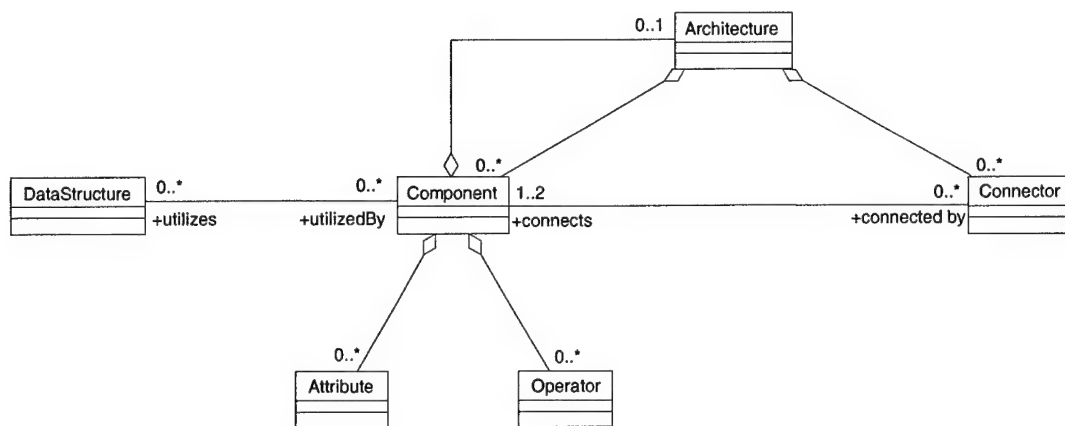 0..1
Architecture
0..*
0..*
DataStructure
0..*
0..*
Component
1..2
0..*
Connector
+utilizes
+utilizedBy
+connects
+connected by
0..*
0..*
Attribute
Operator